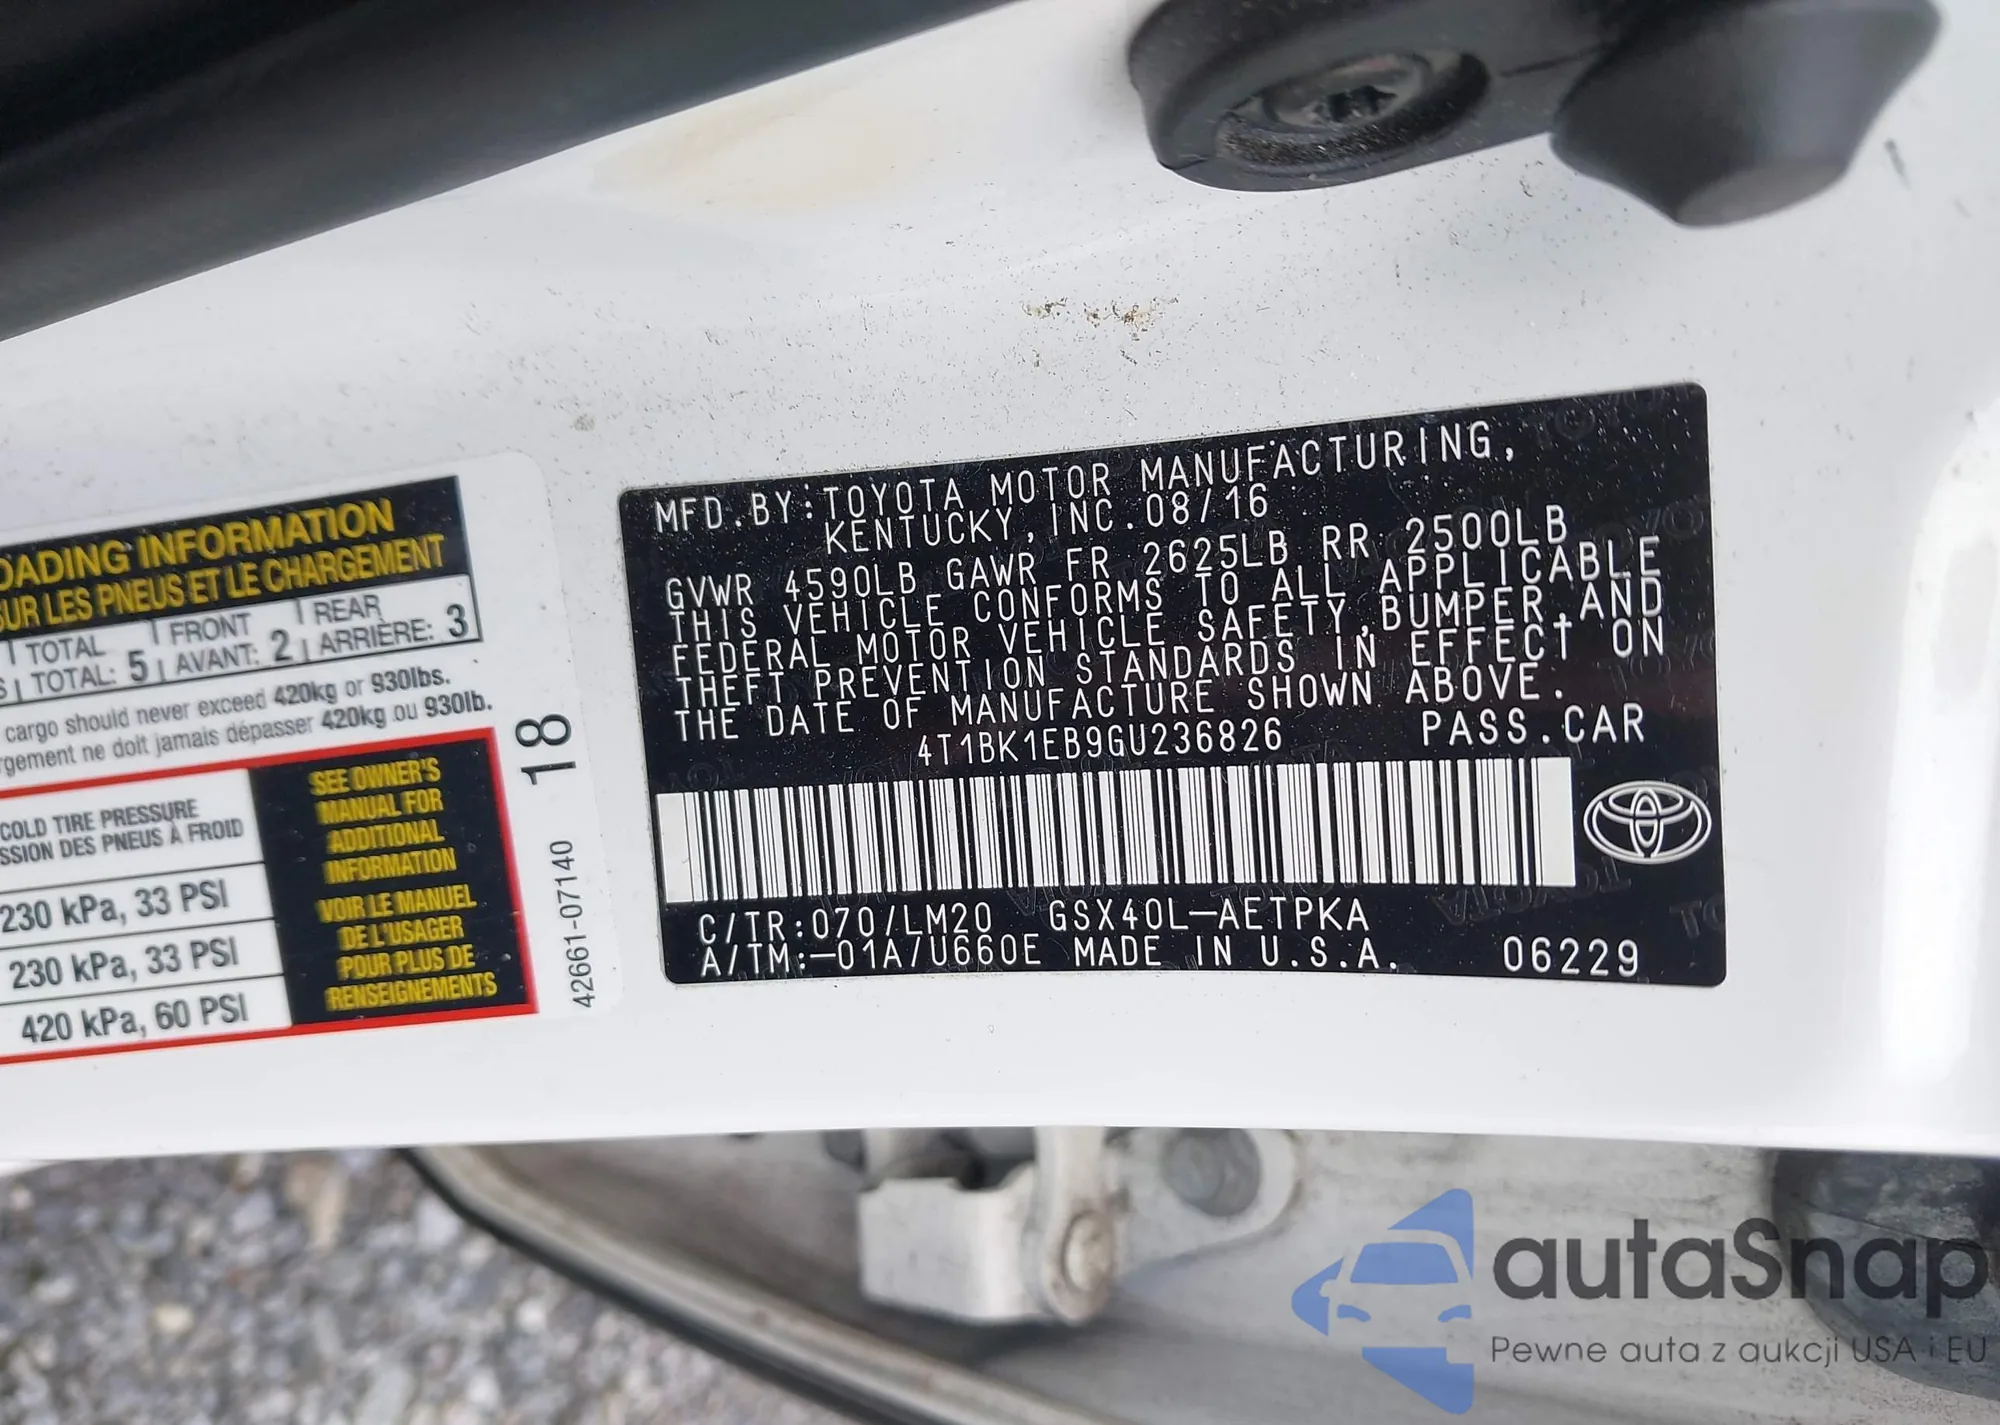 OADING INFORMATION
SUR LES PNEUS ET LE CHARGEMENT
TOTAL FRONT REAR
S TOTAL: 5 AVANT: 2 ARRIÈRE: 3
cargo should never exceed 420kg or 930lbs.
rgement ne doit jamais dépasser 420kg ou 930lb.
COLD TIRE PRESSURE
SSION DES PNEUS À FROID
230 kPa, 33 PSI
230 kPa, 33 PSI
420 kPa, 60 PSI
SEE OWNER'S
MANUAL FOR
ADDITIONAL
INFORMATION
VOIR LE MANUEL
DE L'USAGER
POUR PLUS DE
RENSEIGNEMENTS
18
42661-07140
MFD.BY:TOYOTA MOTOR MANUFACTURING,
KENTUCKY,INC.08/16
GVWR 4590LB GAWR FR 2625LB RR 2500LB
THIS VEHICLE CONFORMS TO ALL APPLICABLE
FEDERAL MOTOR VEHICLE SAFETY,BUMPER,AND
THEFT PREVENTION STANDARDS IN EFFECT ON
THE DATE OF MANUFACTURE SHOWN ABOVE.
4T1BK1EB9GU236826 PASS.CAR
C/TR:070/LM20 GSX40L-AETPKA
A/TM:-01A/U660E MADE IN U.S.A. 06229
autaSnap
Pewne auta z aukcji USA i EU